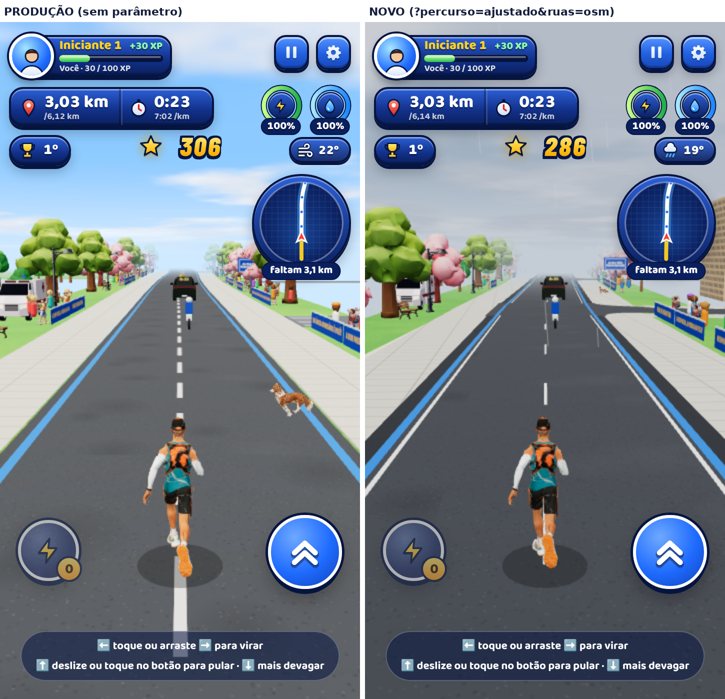 PRODUÇÃO (sem parâmetro)
Iniciante 1 +30 XP
Você · 30 / 100 XP
3,03 km
/6,12 km
0:23
7:02 /km
100%
100%
1°
306
22°
faltam 3,1 km
0
⬅️ toque ou arraste ➡️ para virar
⬆️ deslize ou toque no botão para pular · ⬇️ mais devagar
NOVO (?percurso=ajustado&ruas=osm)
Iniciante 1 +30 XP
Você · 30 / 100 XP
3,03 km
/6,14 km
0:23
7:02 /km
100%
100%
1°
286
19°
faltam 3,1 km
0
⬅️ toque ou arraste ➡️ para virar
⬆️ deslize ou toque no botão para pular · ⬇️ mais devagar